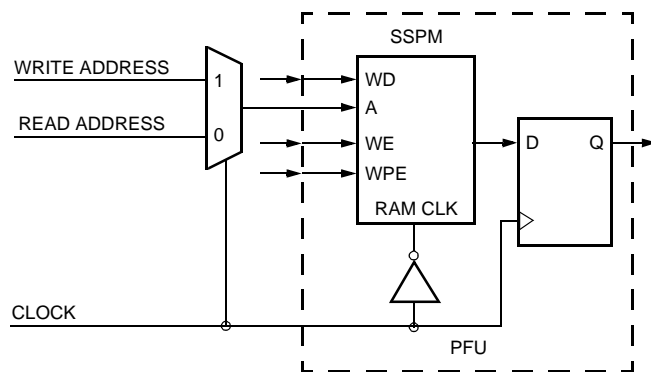 SSPM
WRITE ADDRESS
1
WD
A
READ ADDRESS
0
WE
D Q
WPE
RAM CLK
CLOCK
PFU